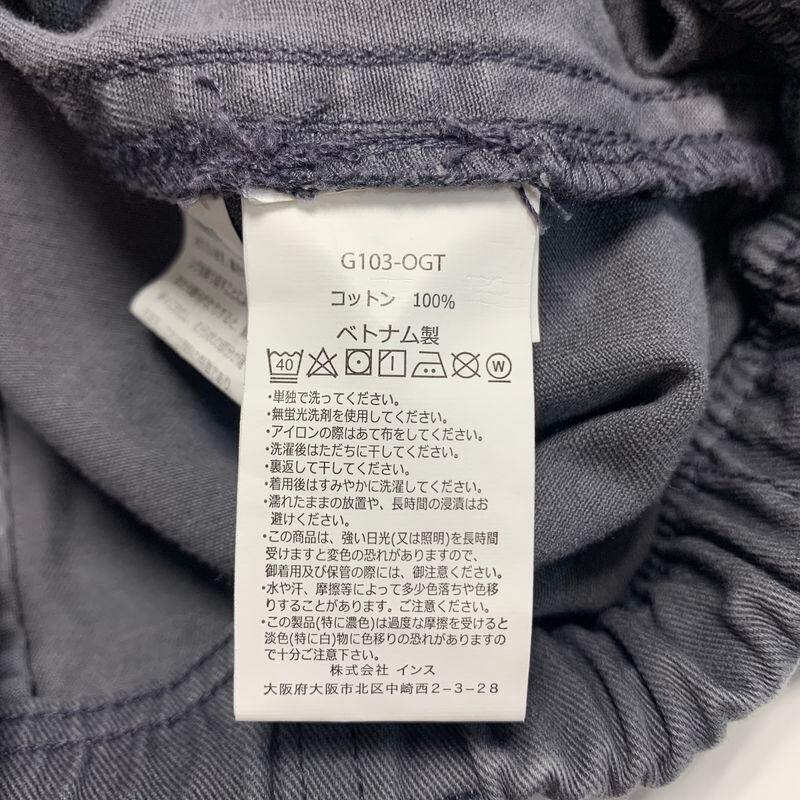 G103-OGT
コットン 100%
ベトナム製
40 W
・単独で洗ってください。
・無蛍光洗剤を使用してください。
・アイロンの際はあて布をしてください。
・洗濯後はただちに干してください。
・裏返して干してください。
・着用後はすみやかに洗濯してください。
・濡れたままの放置や、長時間の浸漬はお
避けください。
・この商品は、強い日光(又は照明)を長時間
受けますと変色の恐れがありますので、
御着用及び保管の際には、御注意ください。
・水や汗、摩擦等によって多少色落ちや色移
りすることがあります。ご注意ください。
・この製品(特に濃色)は過度な摩擦を受けると
淡色(特に白)物に色移りの恐れがありますの
で十分ご注意下さい。
株式会社 インス
大阪府大阪市北区中崎西2-3-28